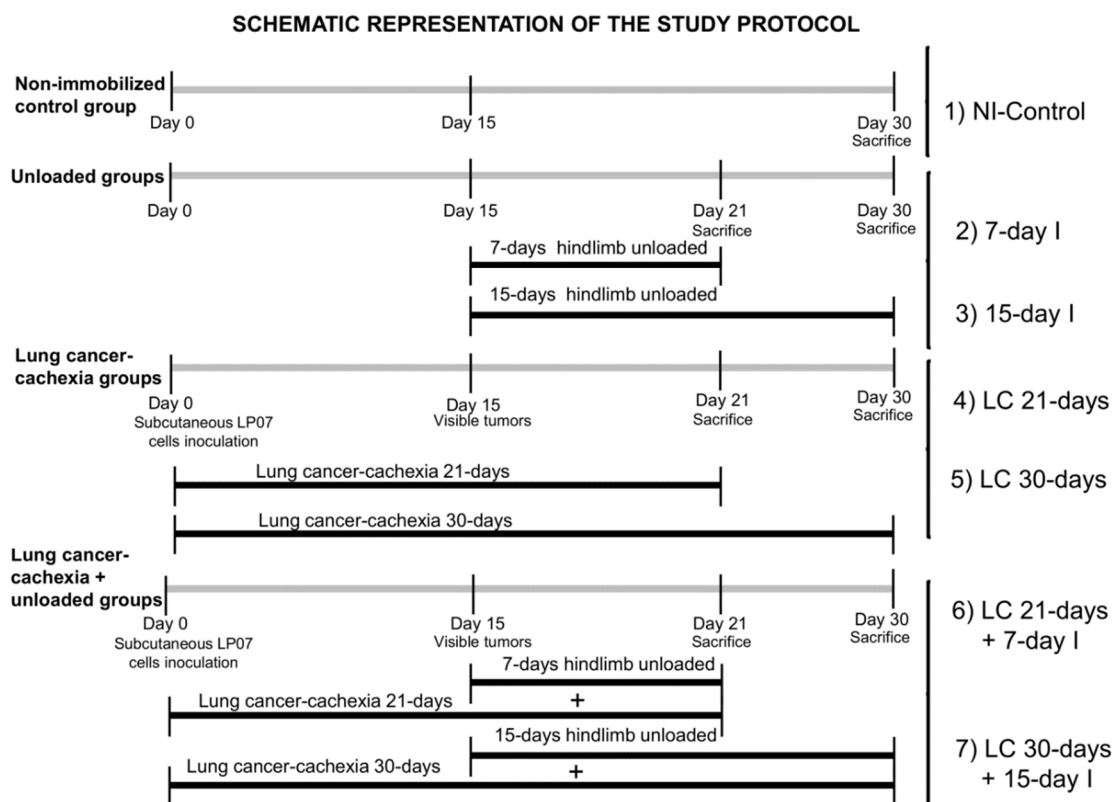 SCHEMATIC REPRESENTATION OF THE STUDY PROTOCOL
Non-immobilized
control group
Day 0
Day 15
Day 30
Sacrifice
1) NI-Control
Unloaded groups
Day 0
Day 15
Day 21
Sacrifice
Day 30
Sacrifice
7-days hindlimb unloaded
15-days hindlimb unloaded
2) 7-day I
3) 15-day I
Lung cancer-
cachexia groups
Day 0
Subcutaneous LP07
cells inoculation
Day 15
Visible tumors
Day 21
Sacrifice
Day 30
Sacrifice
Lung cancer-cachexia 21-days
Lung cancer-cachexia 30-days
4) LC 21-days
5) LC 30-days
Lung cancer-
cachexia +
unloaded groups
Day 0
Subcutaneous LP07
cells inoculation
Day 15
Visible tumors
Day 21
Sacrifice
Day 30
Sacrifice
7-days hindlimb unloaded
+
Lung cancer-cachexia 21-days
15-days hindlimb unloaded
+
Lung cancer-cachexia 30-days
6) LC 21-days
+ 7-day I
7) LC 30-days
+ 15-day I